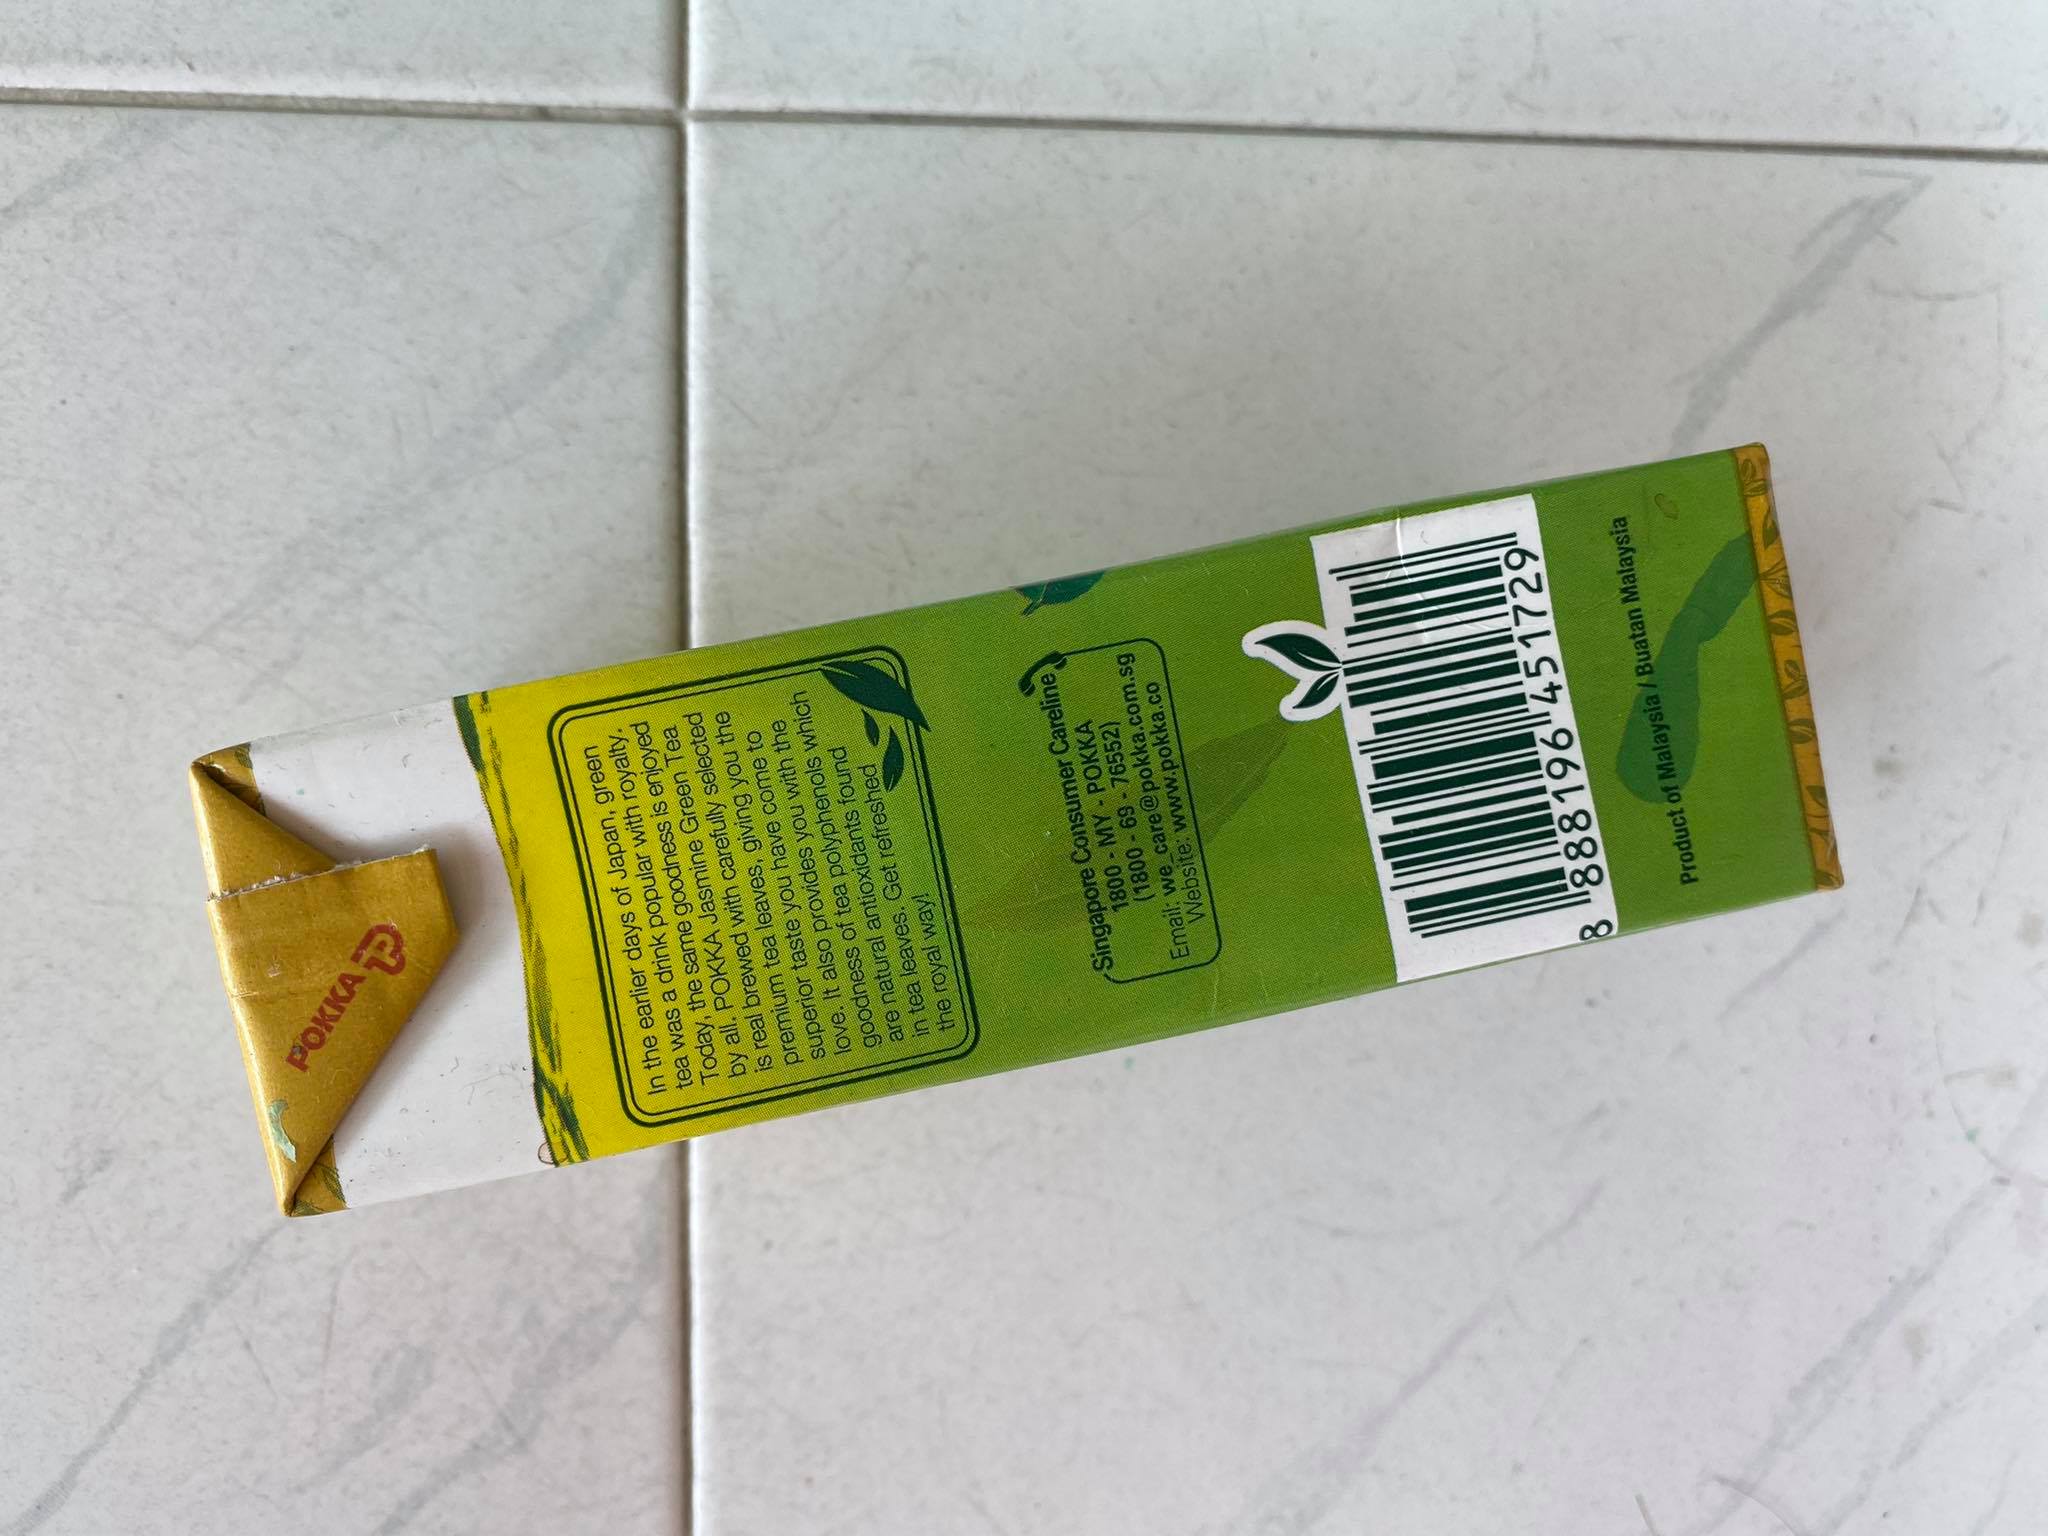 POKKA
In the earlier days of Japan, green
tea was a drink popular with royalty.
Today, the same goodness is enjoyed
by all. POKKA Jasmine Green Tea
is real brewed with carefully selected
premium tea leaves, giving you the
superior taste you have come to
love. It also provides you with the
goodness of tea polyphenols which
are natural antioxidants found
in tea leaves. Get refreshed
the royal way!
Singapore Consumer Careline
1800 - MY - POKKA
(1800 - 69 - 76552)
Email: we_care@pokka.com.sg
Website: www.pokka.co
8 888196 451729
Product of Malaysia / Buatan Malaysia